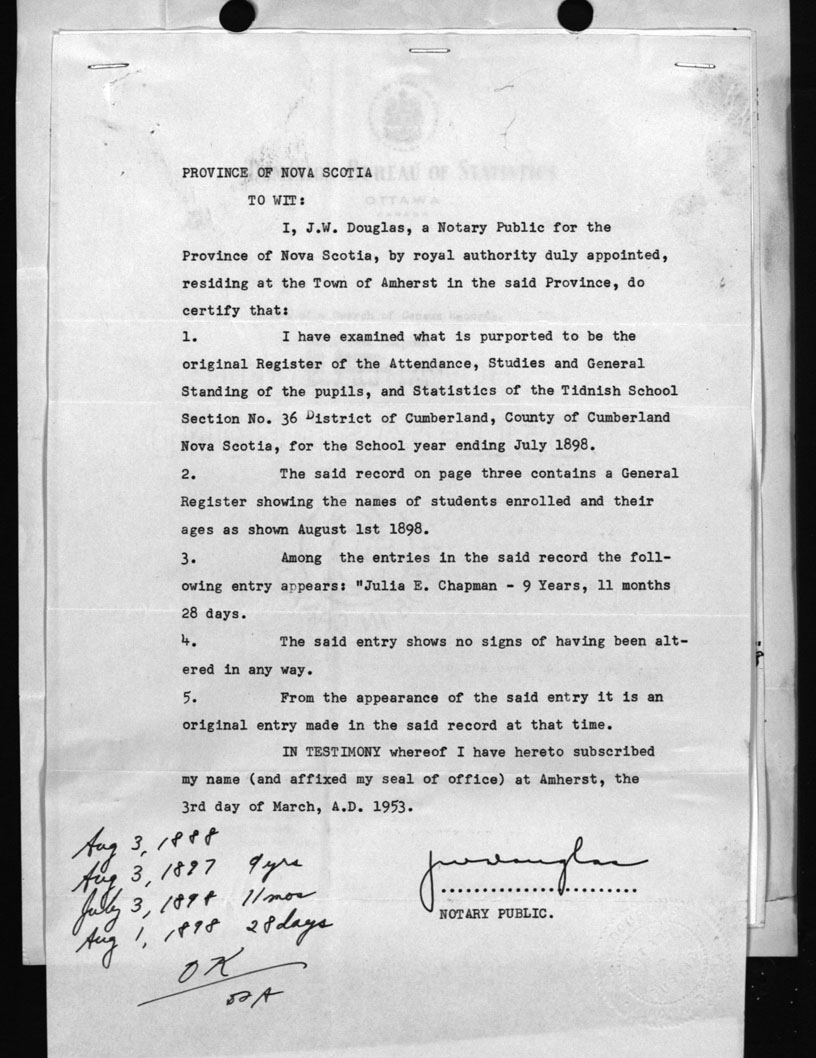 BUREAU OF STATISTICS
OTTAWA
CANADA
PROVINCE OF NOVA SCOTIA
TO WIT:
I, J.W. Douglas, a Notary Public for the
Province of Nova Scotia, by royal authority duly appointed,
residing at the Town of Amherst in the said Province, do
certify that:
1. I have examined what is purported to be the
original Register of the Attendance, Studies and General
Standing of the pupils, and Statistics of the Tidnish School
Section No. 36 District of Cumberland, County of Cumberland
Nova Scotia, for the School year ending July 1898.
2. The said record on page three contains a General
Register showing the names of students enrolled and their
ages as shown August 1st 1898.
3. Among the entries in the said record the foll-
owing entry appears: "Julia E. Chapman - 9 Years, 11 months
28 days.
4. The said entry shows no signs of having been alt-
ered in any way.
5. From the appearance of the said entry it is an
original entry made in the said record at that time.
IN TESTIMONY whereof I have hereto subscribed
my name (and affixed my seal of office) at Amherst, the
3rd day of March, A.D. 1953.
Aug 3, 1888
Aug 3, 1897 9 yrs
July 3, 1898 11 mos
Aug 1, 1898 28 days
OK
JWDouglas
........................
NOTARY PUBLIC.